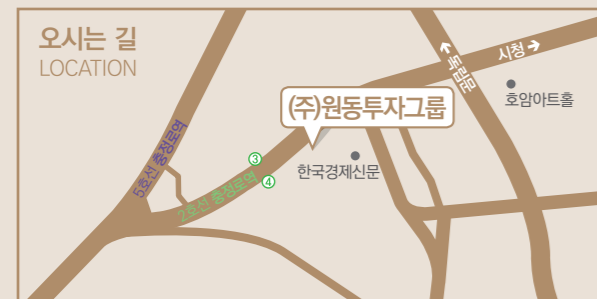 오시는 길
LOCATION
← 독립문
시청 →
호암아트홀
(주)원동투자그룹
한국경제신문
5호선 충정로역
③
2호선 충정로역
④